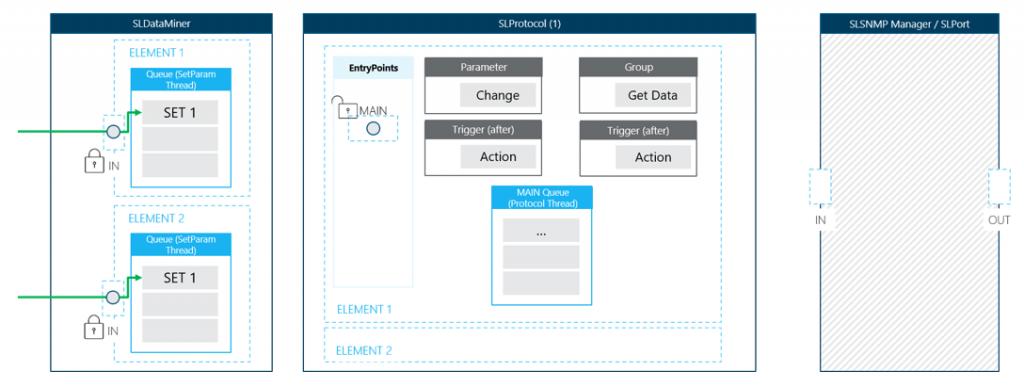 SLDataMiner
ELEMENT 1
Queue (SetParam
Thread)
SET 1
IN
ELEMENT 2
Queue (SetParam
Thread)
SET 1
IN
SLProtocol (1)
EntryPoints
MAIN
Parameter
Change
Group
Get Data
Trigger (after)
Action
Trigger (after)
Action
MAIN Queue
(Protocol Thread)
...
ELEMENT 1
ELEMENT 2
SLSNMP Manager / SLPort
IN
OUT